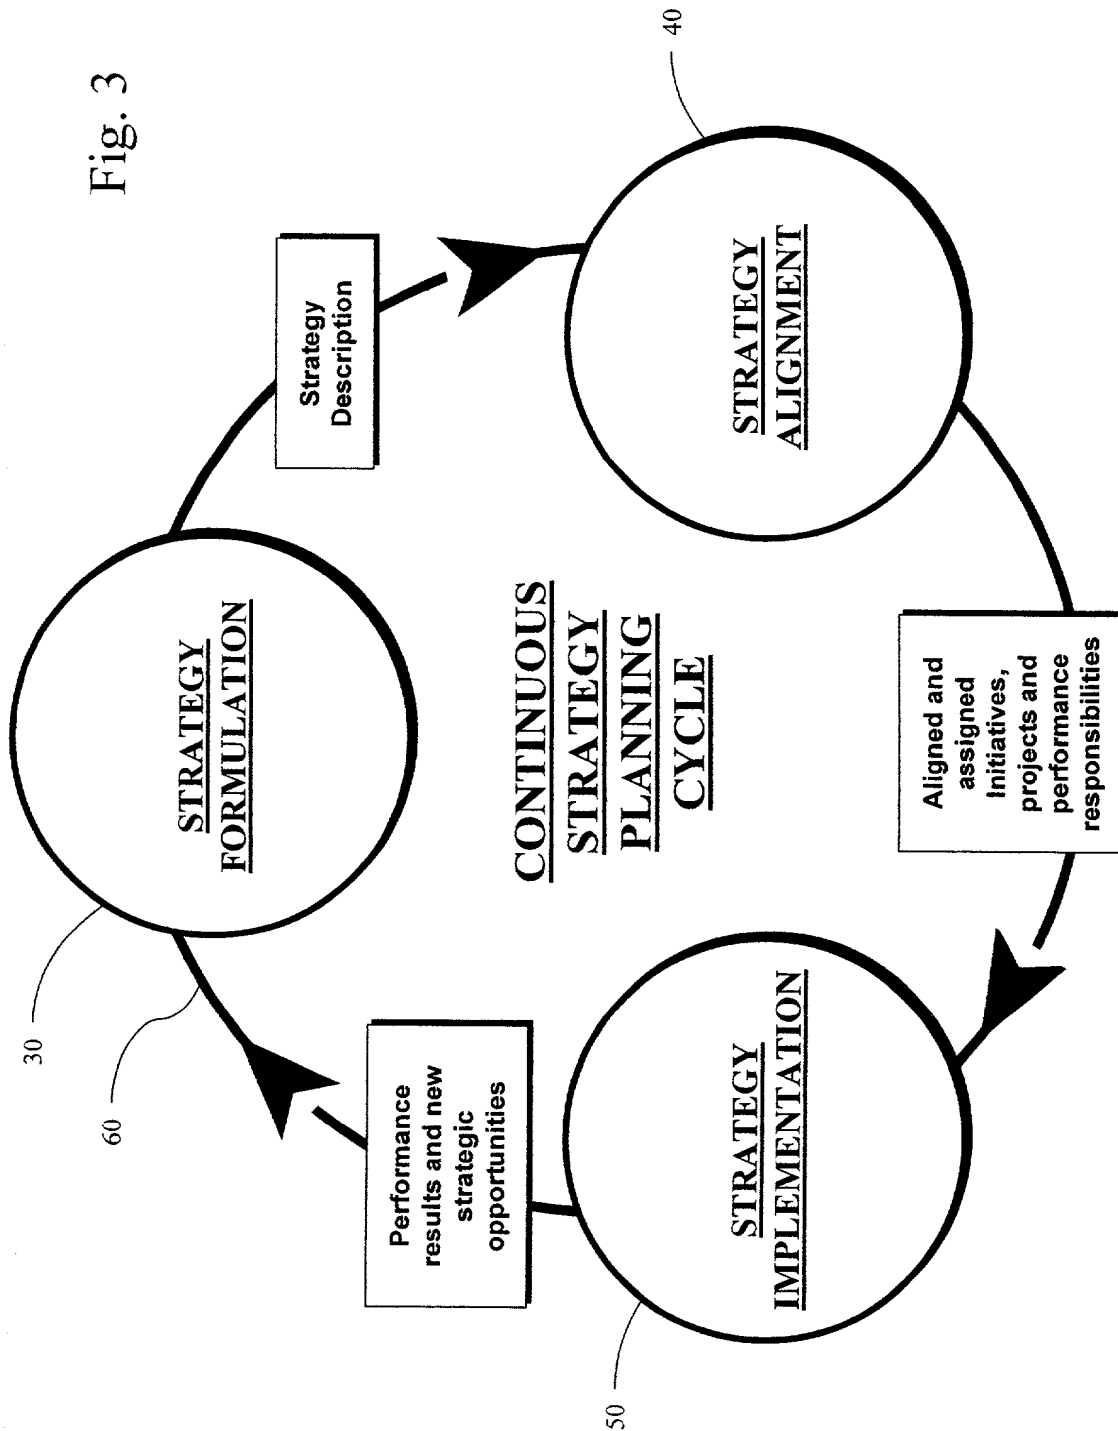 Fig. 3
30
STRATEGY
FORMULATION
Strategy
Description
40
STRATEGY
ALIGNMENT
Aligned and
assigned
Initiatives,
projects and
performance
responsibilities
50
STRATEGY
IMPLEMENTATION
Performance
results and new
strategic
opportunities
60
CONTINUOUS
STRATEGY
PLANNING
CYCLE